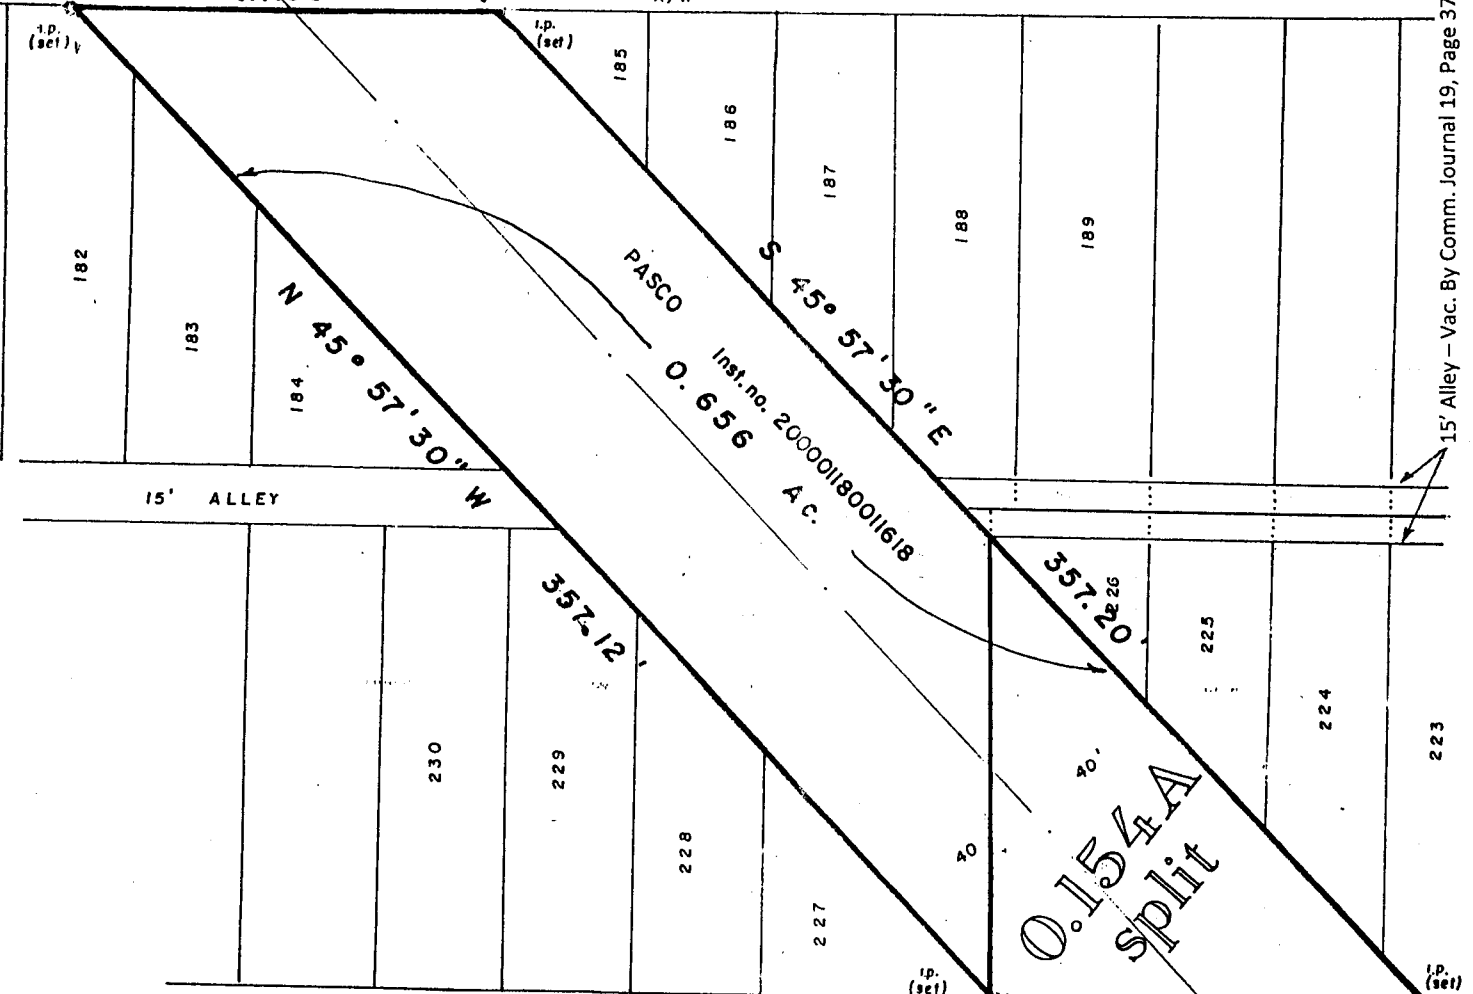 i.p.
(set)
i.p.
(set)
185
186
187
188
189
182
183
184
N 45° 57' 30" W
357.12'
S 45° 57' 30" E
357.20'
PASCO
Inst. no. 200001180011618
0.656
Ac.
15' ALLEY
15' Alley – Vac. By Comm. Journal 19, Page 37
226
225
224
223
230
229
228
227
40'
40
0.154A
split
i.p.
(set)
i.p.
(set)